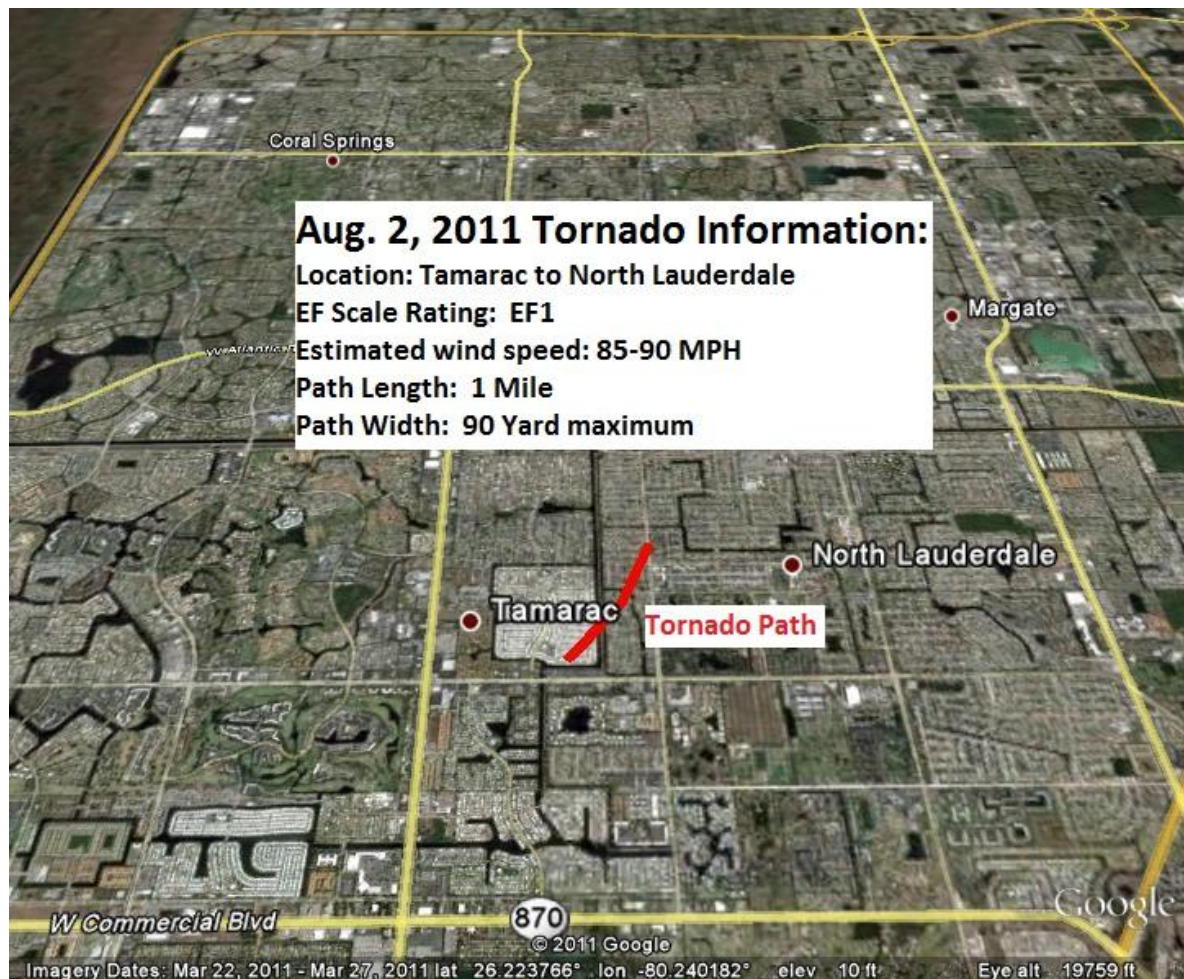 Coral Springs
Aug. 2, 2011 Tornado Information:
Location: Tamarac to North Lauderdale
EF Scale Rating:  EF1
Estimated wind speed: 85-90 MPH
Path Length:  1 Mile
Path Width:  90 Yard maximum
Margate
W Atlantic
North Lauderdale
Tamarac
Tornado Path
W Commercial Blvd
870
Google
© 2011 Google
Imagery Dates: Mar 22, 2011 - Mar 27, 2011 lat 26.223766° lon -80.240182° elev 10 ft Eye alt 19759 ft